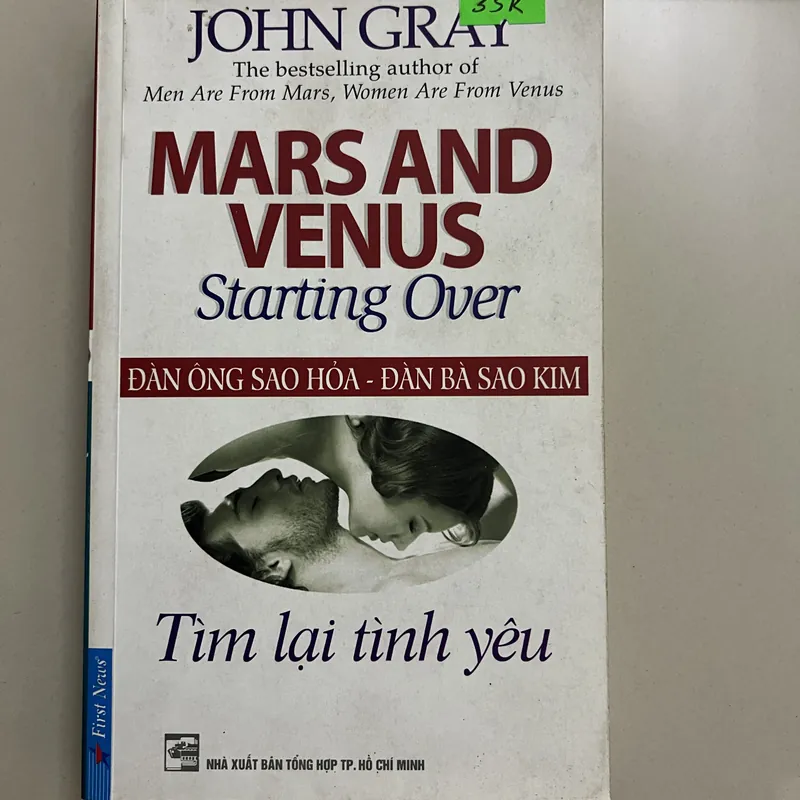 35K
JOHN GRAY
The bestselling author of
Men Are From Mars, Women Are From Venus
MARS AND
VENUS
Starting Over
ĐÀN ÔNG SAO HỎA - ĐÀN BÀ SAO KIM
Tìm lại tình yêu
First News®
NHÀ XUẤT BẢN TỔNG HỢP TP. HỒ CHÍ MINH